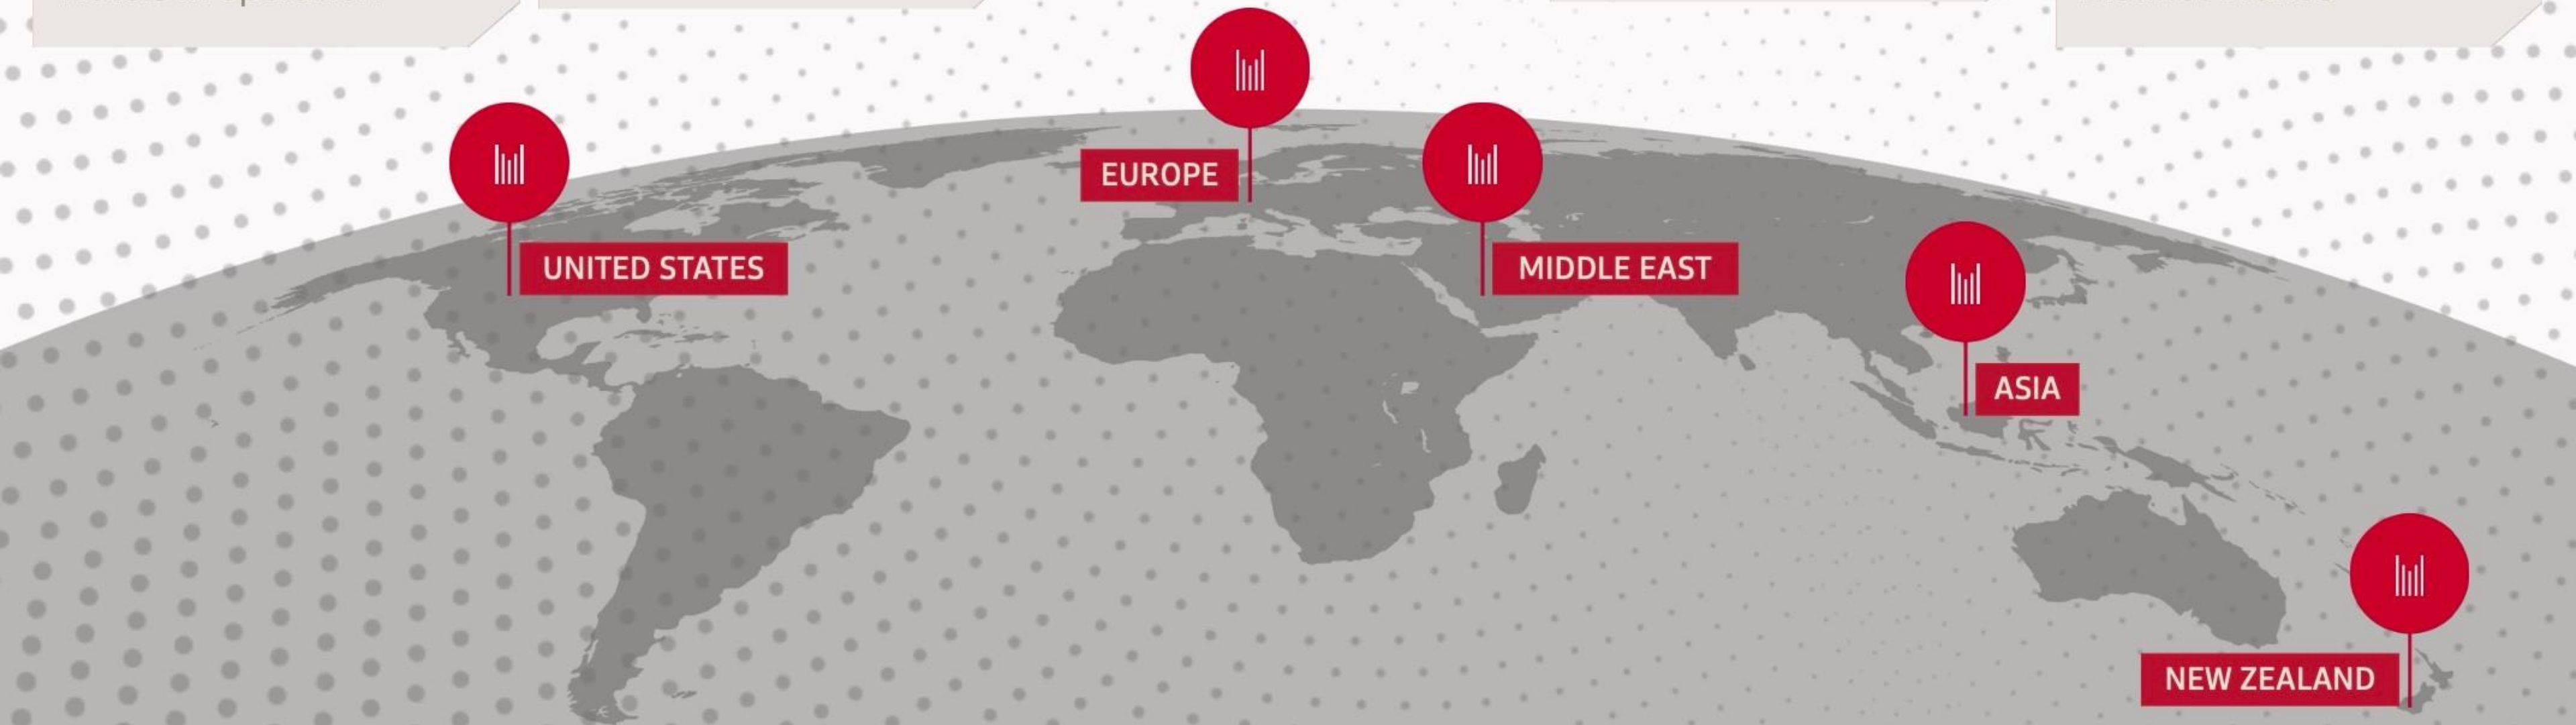 EUROPE
UNITED STATES
MIDDLE EAST
ASIA
NEW ZEALAND